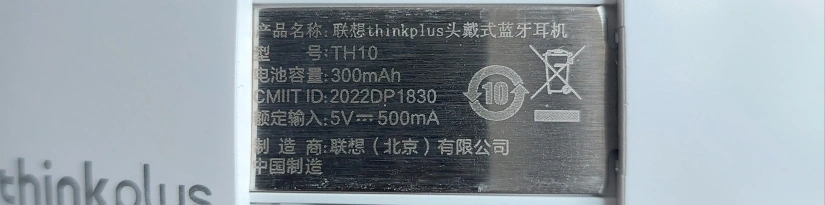 产品名称: 联想thinkplus头戴式蓝牙耳机
型 号:TH10
电池容量:300mAh
CMIIT ID:2022DP1830
额定输入:5V⎓500mA
10
制 造 商:联想（北京）有限公司
中国制造
thinkplus